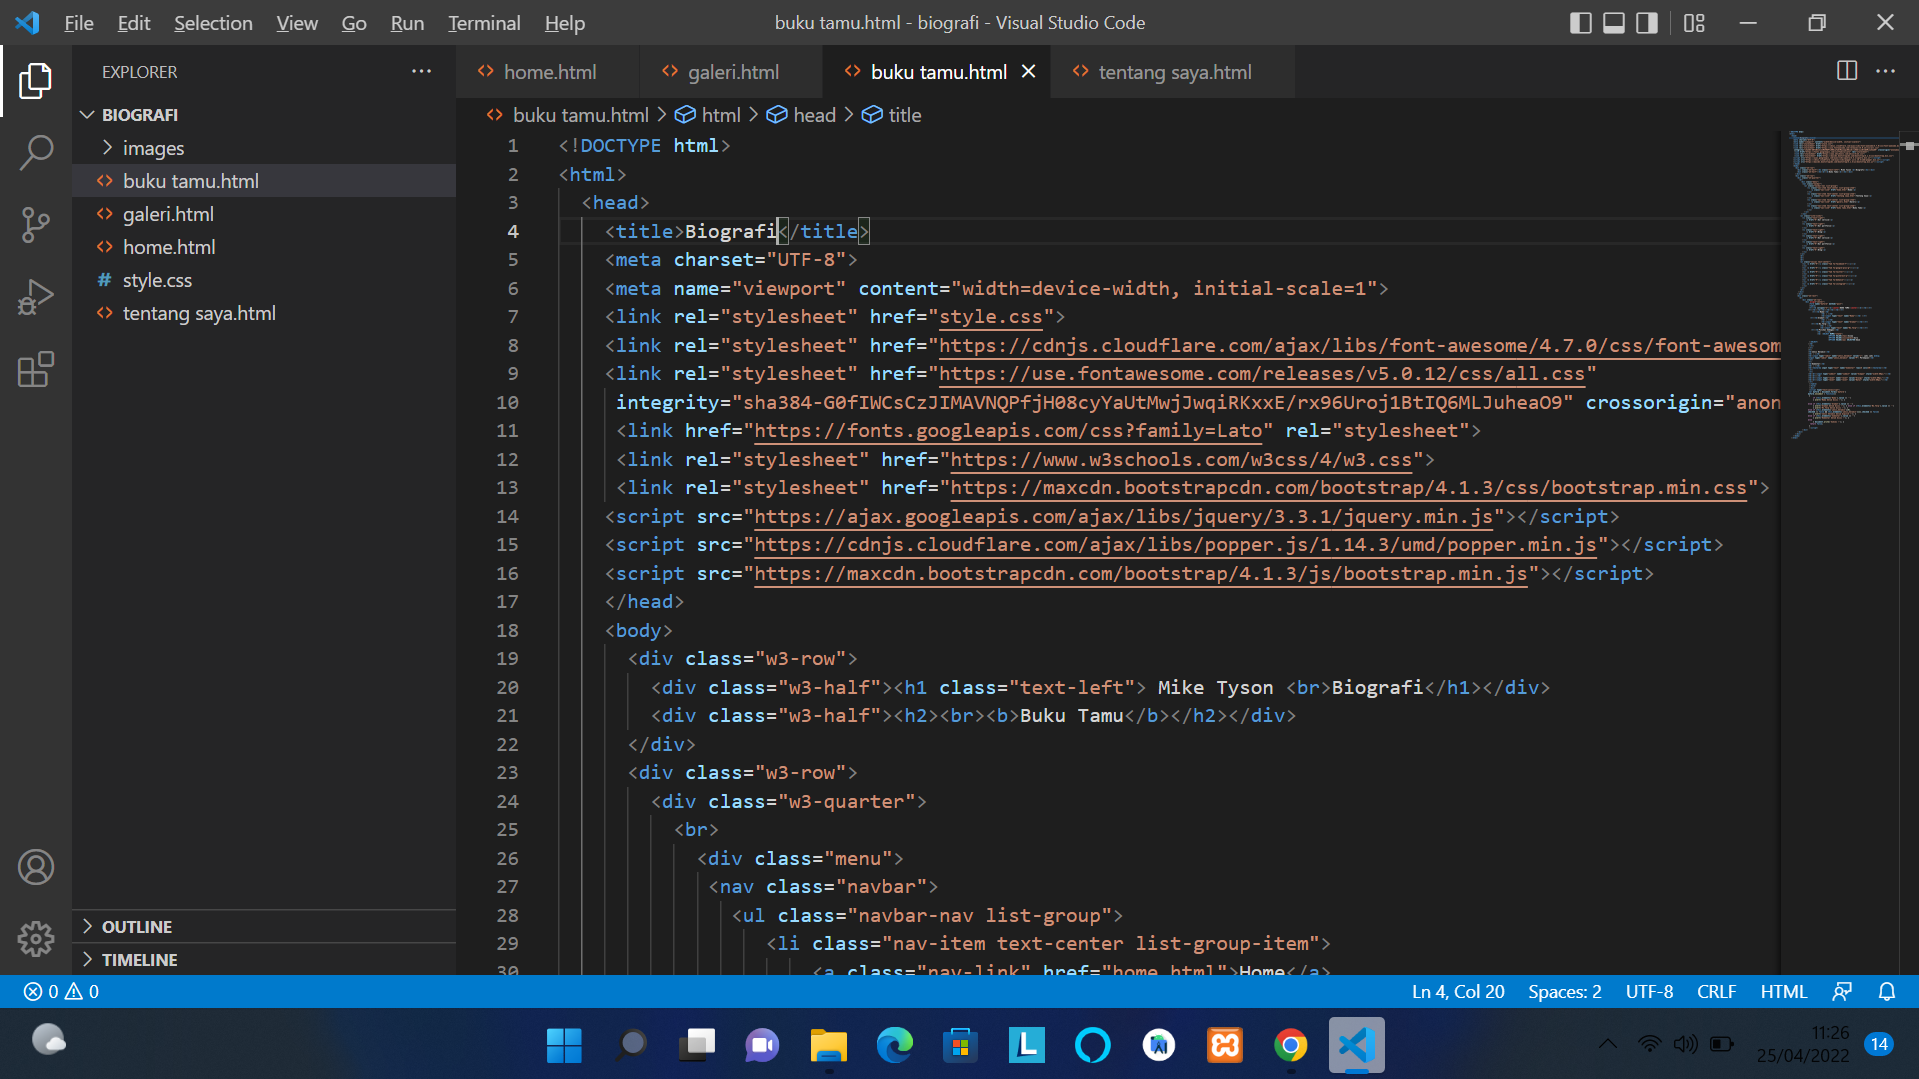 File Edit Selection View Go Run Terminal Help
buku tamu.html - biografi - Visual Studio Code
EXPLORER
BIOGRAFI
images
buku tamu.html
galeri.html
home.html
style.css
tentang saya.html
OUTLINE
TIMELINE
home.html galeri.html buku tamu.html tentang saya.html
buku tamu.html > html > head > title
1 <!DOCTYPE html>
2 <html>
3 <head>
4 <title>Biografi</title>
5 <meta charset="UTF-8">
6 <meta name="viewport" content="width=device-width, initial-scale=1">
7 <link rel="stylesheet" href="style.css">
8 <link rel="stylesheet" href="https://cdnjs.cloudflare.com/ajax/libs/font-awesome/4.7.0/css/font-awesom
9 <link rel="stylesheet" href="https://use.fontawesome.com/releases/v5.0.12/css/all.css"
10 integrity="sha384-G0fIWCsCzJIMAVNQPfjH08cyYaUtMwjJwqiRKxxE/rx96Uroj1BtIQ6MLJuheaO9" crossorigin="anon
11 <link href="https://fonts.googleapis.com/css?family=Lato" rel="stylesheet">
12 <link rel="stylesheet" href="https://www.w3schools.com/w3css/4/w3.css">
13 <link rel="stylesheet" href="https://maxcdn.bootstrapcdn.com/bootstrap/4.1.3/css/bootstrap.min.css">
14 <script src="https://ajax.googleapis.com/ajax/libs/jquery/3.3.1/jquery.min.js"></script>
15 <script src="https://cdnjs.cloudflare.com/ajax/libs/popper.js/1.14.3/umd/popper.min.js"></script>
16 <script src="https://maxcdn.bootstrapcdn.com/bootstrap/4.1.3/js/bootstrap.min.js"></script>
17 </head>
18 <body>
19 <div class="w3-row">
20 <div class="w3-half"><h1 class="text-left"> Mike Tyson <br>Biografi</h1></div>
21 <div class="w3-half"><h2><br><b>Buku Tamu</b></h2></div>
22 </div>
23 <div class="w3-row">
24 <div class="w3-quarter">
25 <br>
26 <div class="menu">
27 <nav class="navbar">
28 <ul class="navbar-nav list-group">
29 <li class="nav-item text-center list-group-item">
30 <a class="nav-link" href="home.html">Home</a>
0 0
Ln 4, Col 20 Spaces: 2 UTF-8 CRLF HTML
11:26
25/04/2022
14